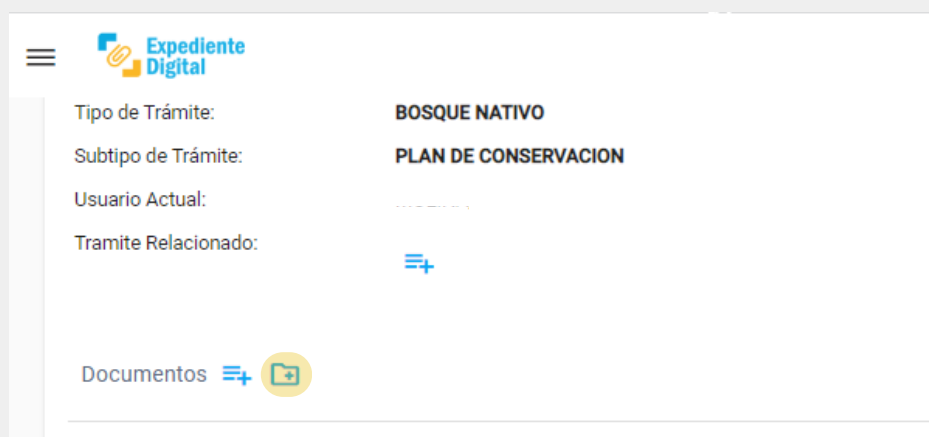 Expediente
Digital
Tipo de Trámite: BOSQUE NATIVO
Subtipo de Trámite: PLAN DE CONSERVACION
Usuario Actual:
Tramite Relacionado:
Documentos